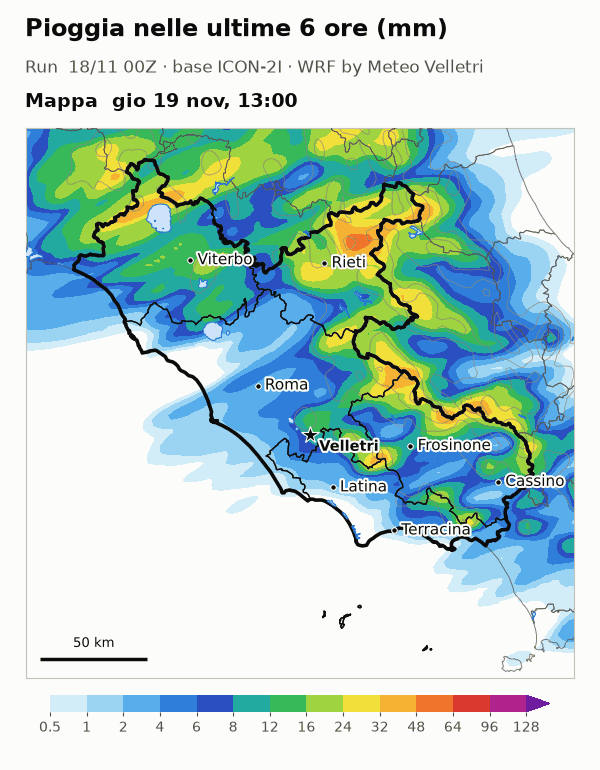 Pioggia nelle ultime 6 ore (mm)
Run  18/11 00Z · base ICON-2I · WRF by Meteo Velletri
Mappa  gio 19 nov, 13:00
Viterbo
Rieti
Roma
Velletri
Frosinone
Latina
Cassino
Terracina
50 km
0.5 1 2 4 6 8 12 16 24 32 48 64 96 128